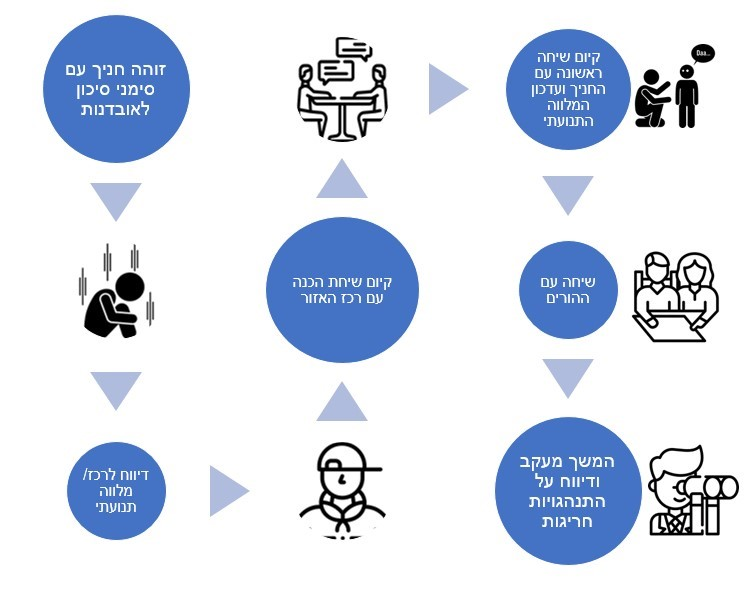 זוהה חניך עם
סימני סיכון
לאובדנות
דיווח לרכז/
מלווה
תנועתי
קיום שיחת הכנה
עם רכז האזור
קיום שיחה
ראשונה עם
החניך ועדכון
המלווה
התנועתי
Daa...
שיחה עם
ההורים
המשך מעקב
ודיווח על
התנהגויות
חריגות